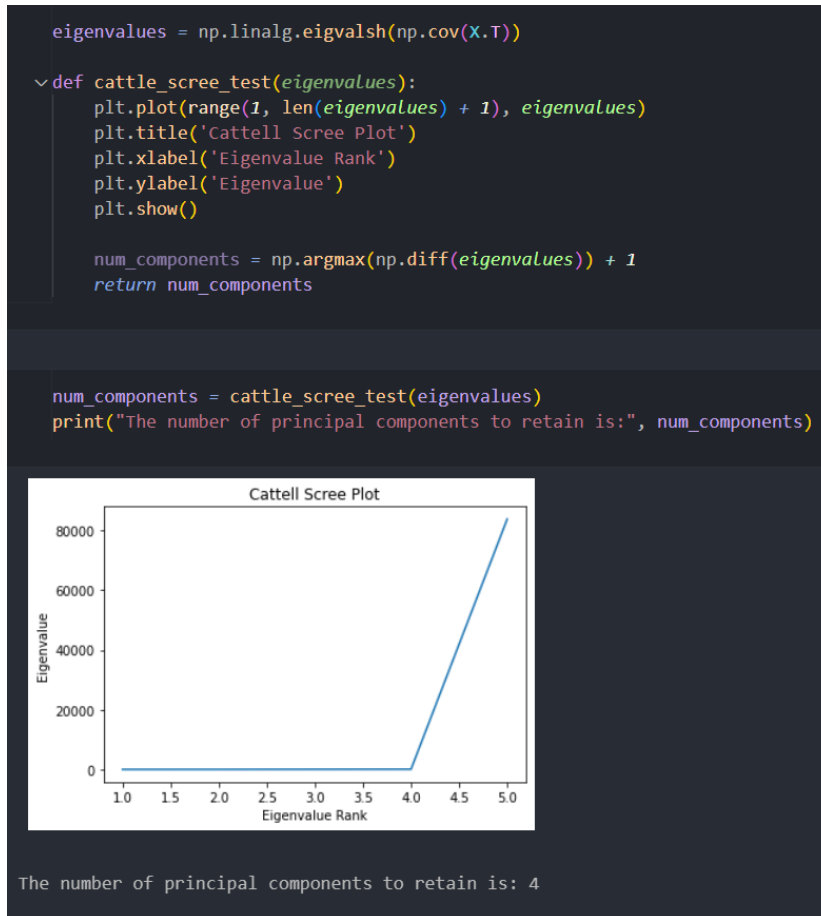 eigenvalues = np.linalg.eigvalsh(np.cov(X.T))
def cattle_scree_test(eigenvalues):
plt.plot(range(1, len(eigenvalues) + 1), eigenvalues)
plt.title('Cattell Scree Plot')
plt.xlabel('Eigenvalue Rank')
plt.ylabel('Eigenvalue')
plt.show()
num_components = np.argmax(np.diff(eigenvalues)) + 1
return num_components
num_components = cattle_scree_test(eigenvalues)
print("The number of principal components to retain is:", num_components)
Cattell Scree Plot
80000
60000
40000
20000
0
Eigenvalue
1.0 1.5 2.0 2.5 3.0 3.5 4.0 4.5 5.0
Eigenvalue Rank
The number of principal components to retain is: 4